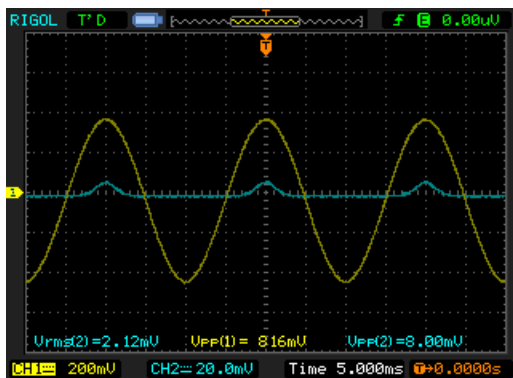 RIGOL T'D T f E 0.00uV
T
1
Vrms(2)=2.12mV Vpp(1)= 816mV Vpp(2)=8.00mV
CH1 200mV CH2 20.0mV Time 5.000ms T→0.0000s